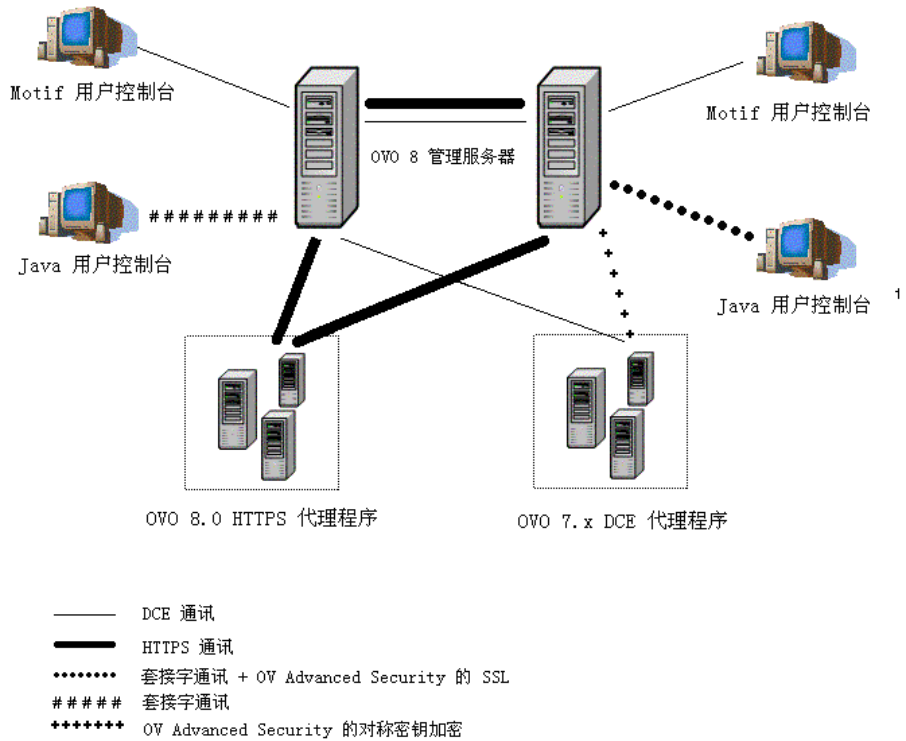 Motif 用户控制台
Motif 用户控制台
OVO 8 管理服务器
Java 用户控制台
Java 用户控制台 1
OVO 8.0 HTTPS 代理程序
OVO 7.x DCE 代理程序
DCE 通讯
HTTPS 通讯
套接字通讯 + OV Advanced Security 的 SSL
##### 套接字通讯
+++++++ OV Advanced Security 的对称密钥加密